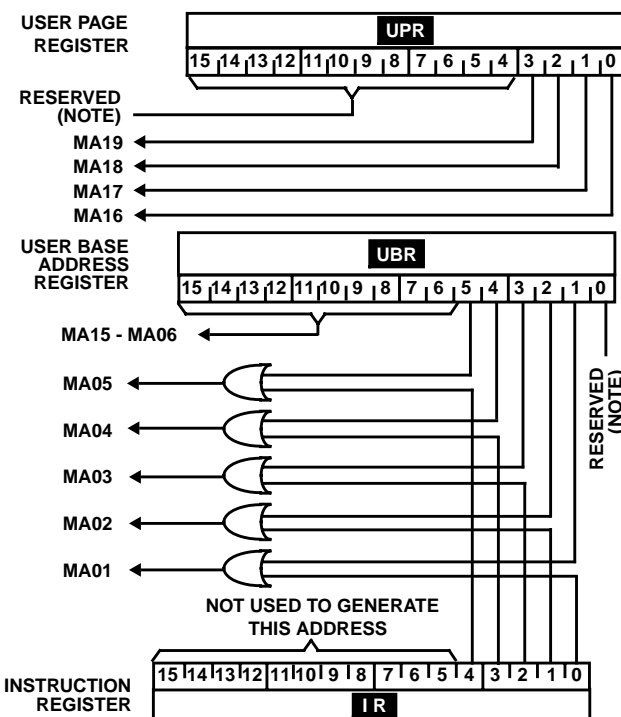 USER PAGE
REGISTER
UPR
15 14 13 12 11 10 9 8 7 6 5 4 3 2 1 0
RESERVED
(NOTE)
MA19
MA18
MA17
MA16
USER BASE
ADDRESS
REGISTER
UBR
15 14 13 12 11 10 9 8 7 6 5 4 3 2 1 0
MA15 - MA06
RESERVED
(NOTE)
MA05
MA04
MA03
MA02
MA01
NOT USED TO GENERATE
THIS ADDRESS
15 14 13 12 11 10 9 8 7 6 5 4 3 2 1 0
INSTRUCTION
REGISTER
I R